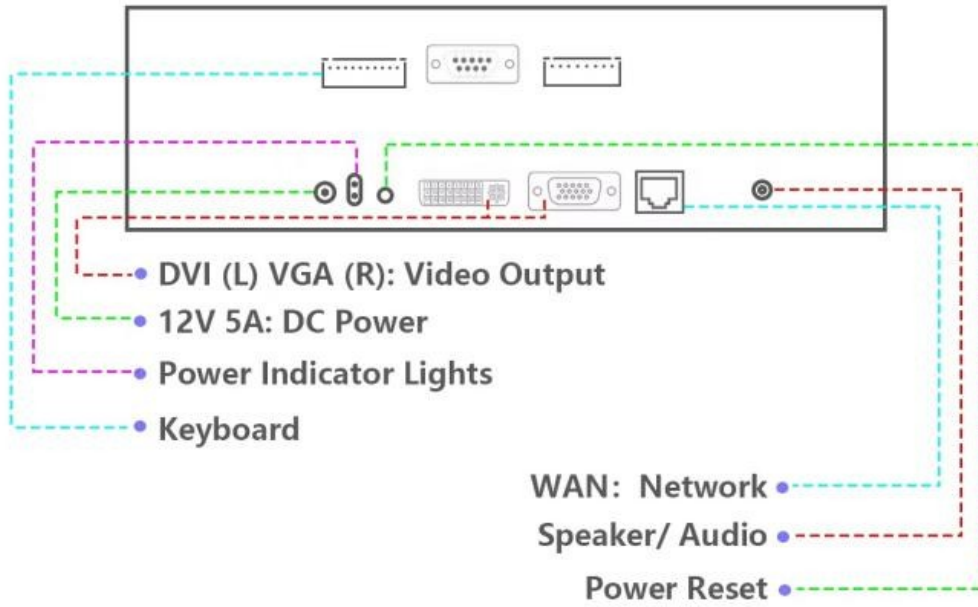 DVI (L) VGA (R): Video Output
12V 5A: DC Power
Power Indicator Lights
Keyboard
WAN: Network
Speaker/ Audio
Power Reset